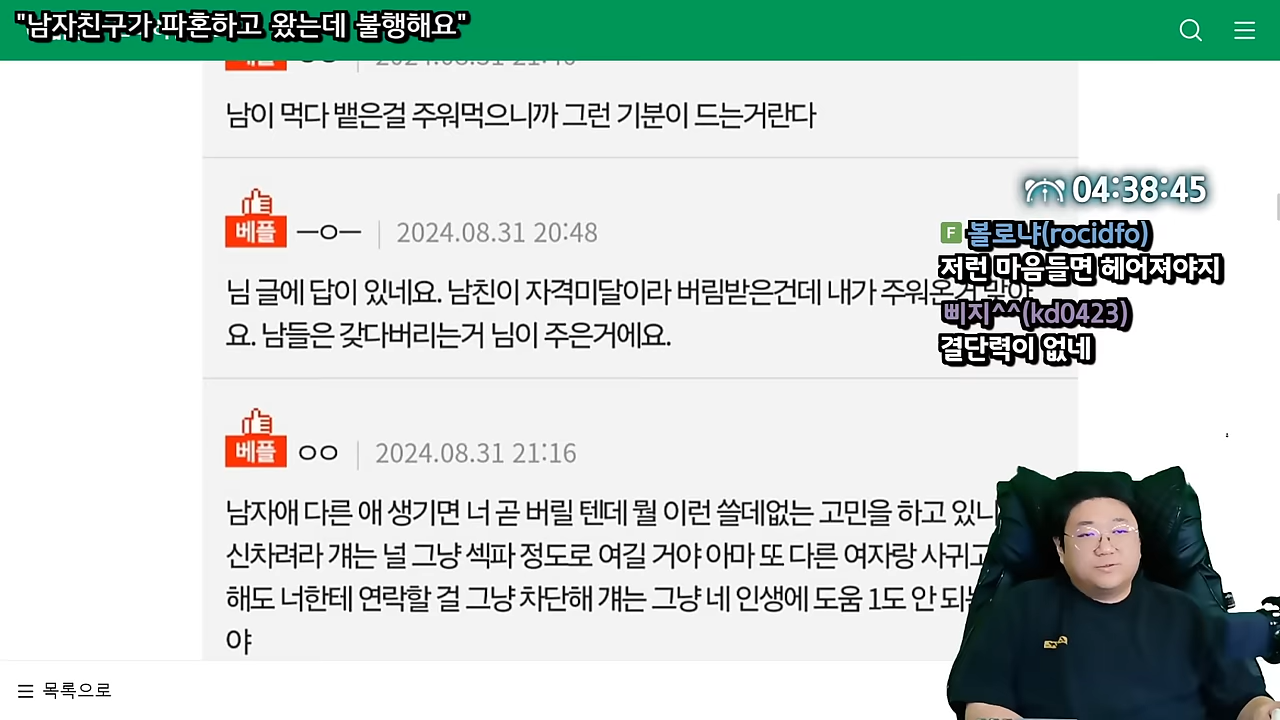 "남자친구가 파혼하고 왔는데 불행해요"
베플 ㅇㅇ | 2024.08.31 21:40
남이 먹다 뱉은걸 주워먹으니까 그런 기분이 드는거란다
04:38:45
베플 ㅡㅇㅡ | 2024.08.31 20:48
F 볼로냐(rocidfo)
저런 마음들면 헤어져야지
님 글에 답이 있네요. 남친이 자격미달이라 버림받은건데 내가 주워온
삐지^^(kd0423)
요. 남들은 갖다버리는거 님이 주은거에요.
결단력이 없네
베플 ㅇㅇ | 2024.08.31 21:16
남자애 다른 애 생기면 너 곧 버릴 텐데 뭘 이런 쓸데없는 고민을 하고 있니
신차려라 걔는 널 그냥 섹파 정도로 여길 거야 아마 또 다른 여자랑 사귀고
해도 너한테 연락할 걸 그냥 차단해 걔는 그냥 네 인생에 도움 1도 안 되는
야
목록으로